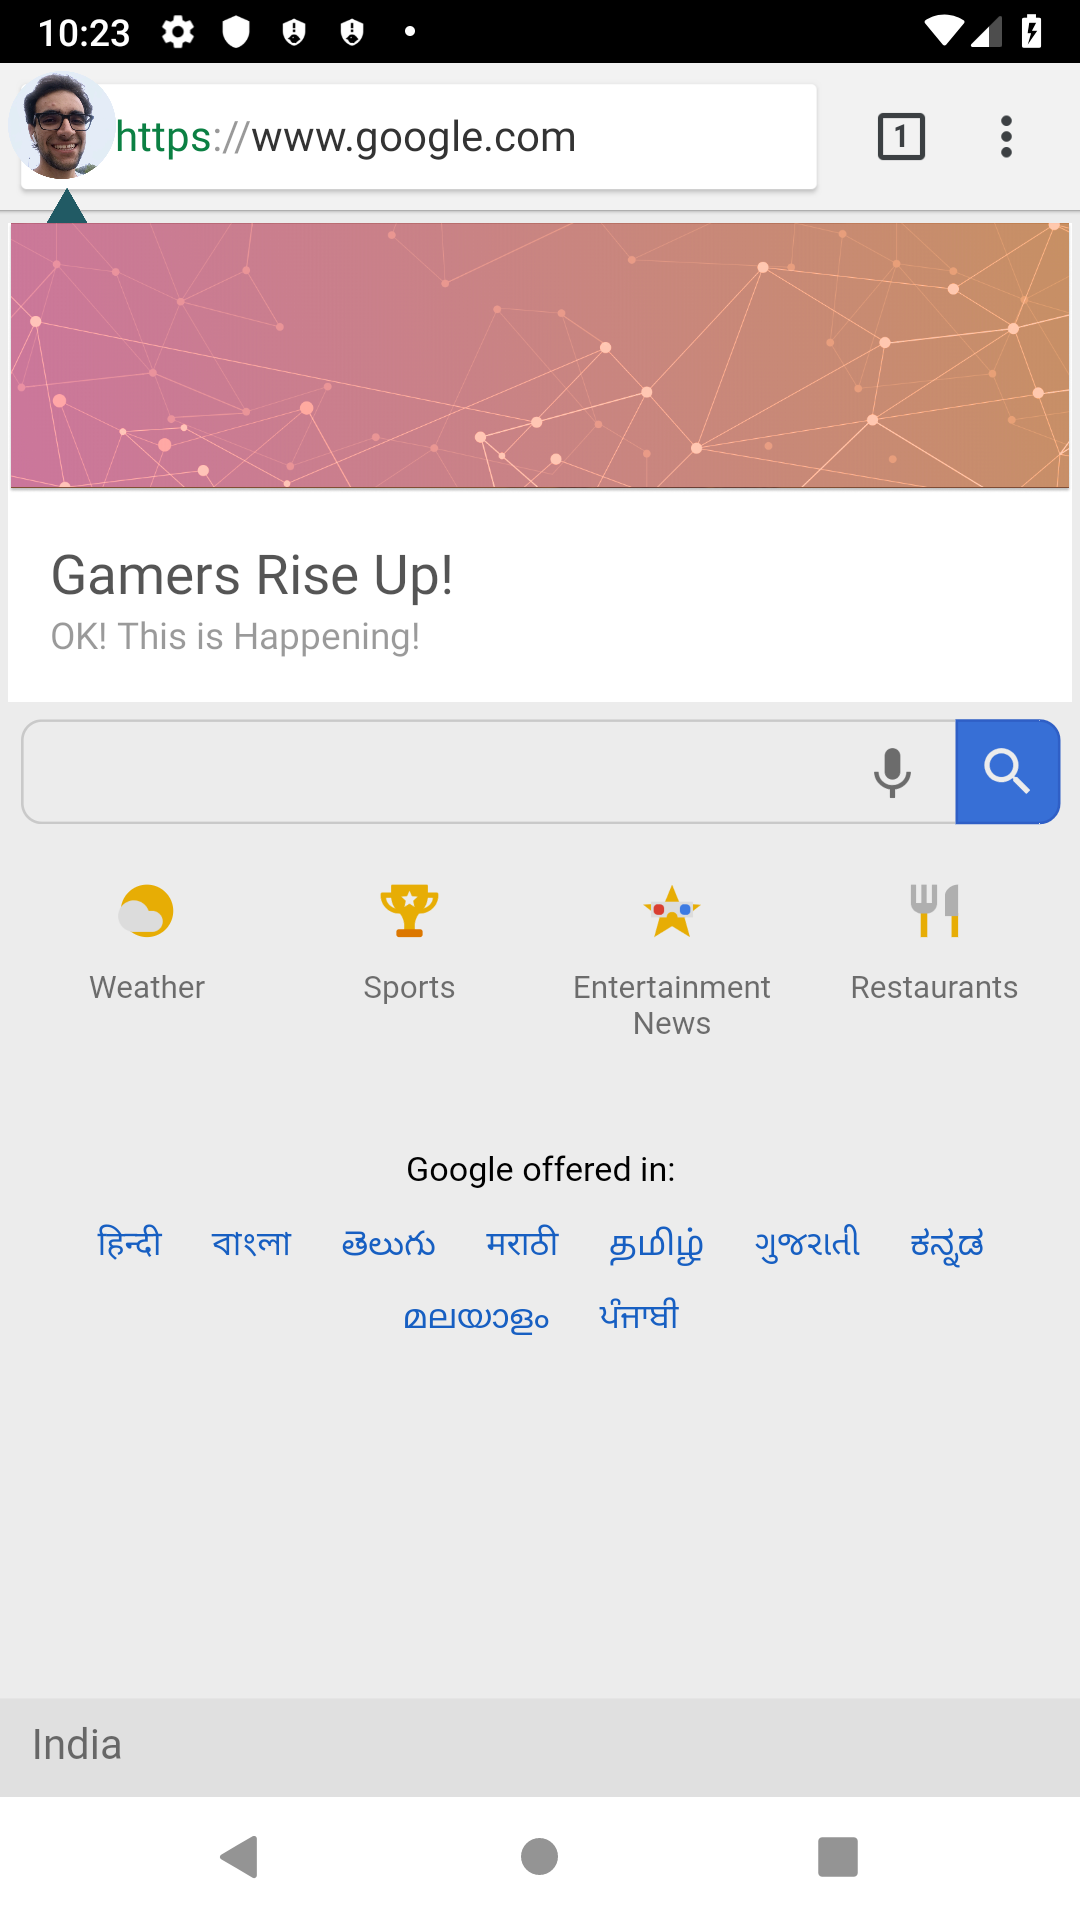 10:23
https://www.google.com
1
Gamers Rise Up!
OK! This is Happening!
Weather Sports Entertainment News Restaurants
Google offered in:
हिन्दी বাংলা తెలుగు मराठी தமிழ் ગુજરાતી ಕನ್ನಡ
മലയാളം ਪੰਜਾਬੀ
India